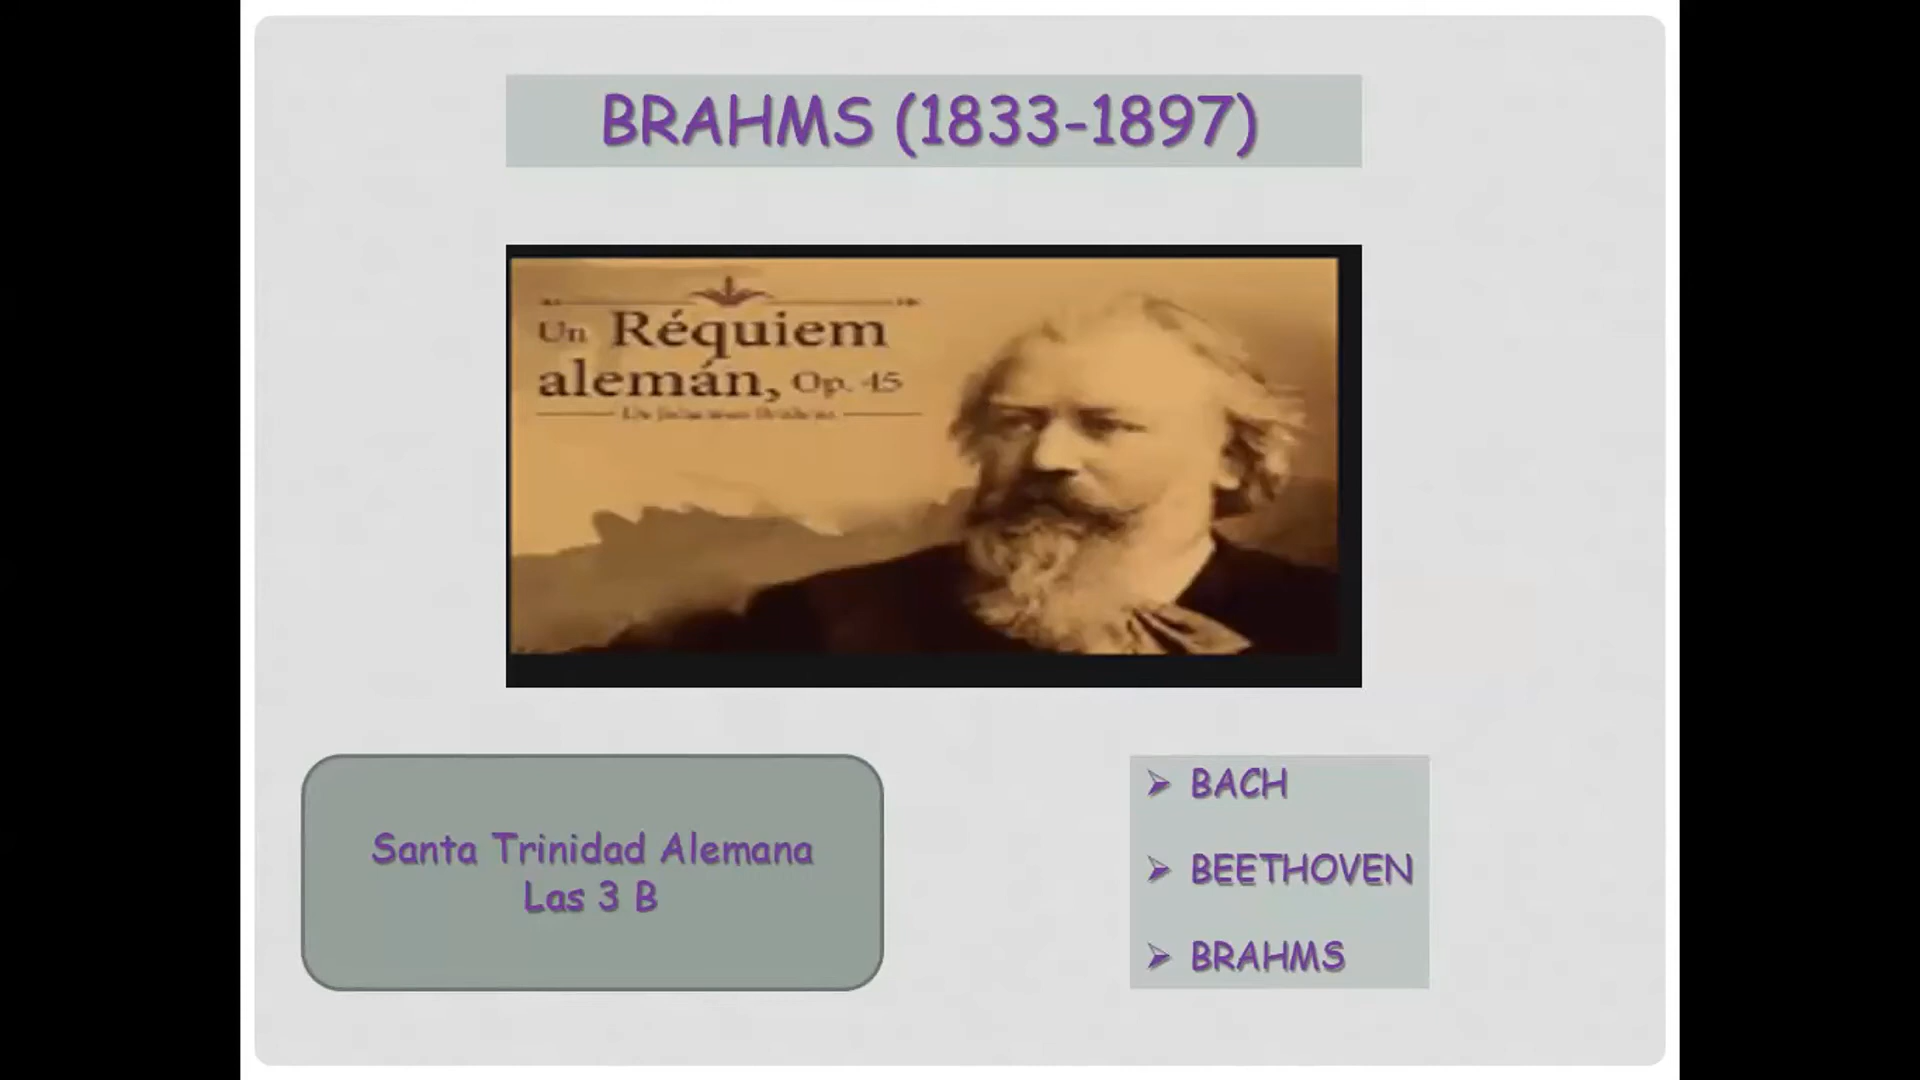 BRAHMS (1833-1897)
Un Réquiem
alemán, Op. 45
Santa Trinidad Alemana
Las 3 B
BACH
BEETHOVEN
BRAHMS